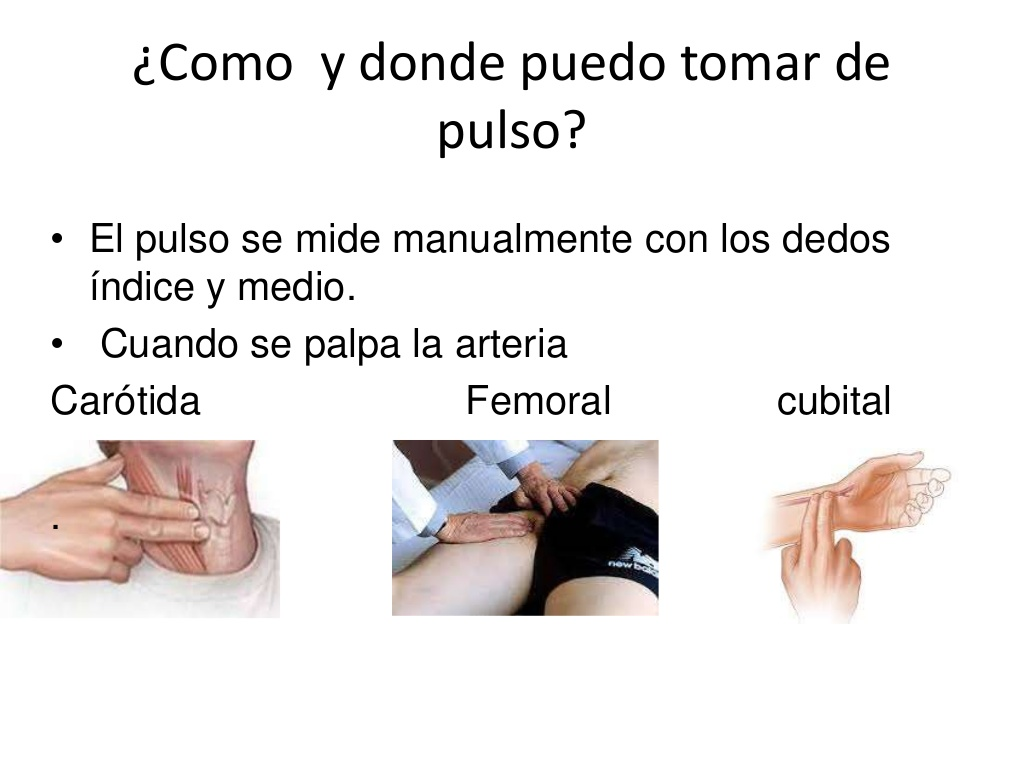 ¿Como  y donde puedo tomar de
pulso?
• El pulso se mide manualmente con los dedos
índice y medio.
• Cuando se palpa la arteria
Carótida Femoral cubital
.
new bala